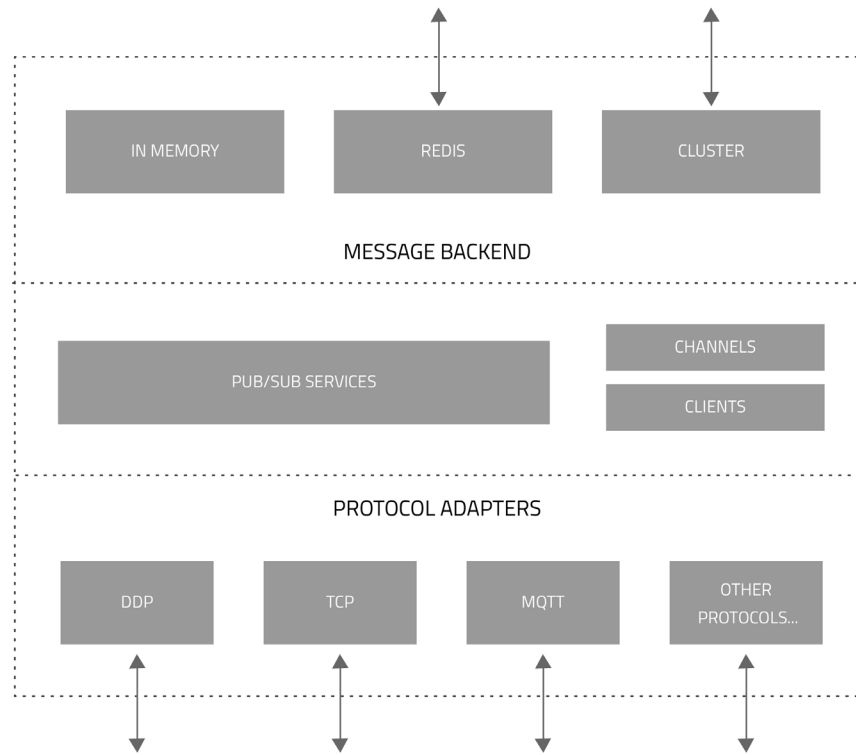 IN MEMORY
REDIS
CLUSTER
MESSAGE BACKEND
PUB/SUB SERVICES
CHANNELS
CLIENTS
PROTOCOL ADAPTERS
DDP
TCP
MQTT
OTHER
PROTOCOLS...